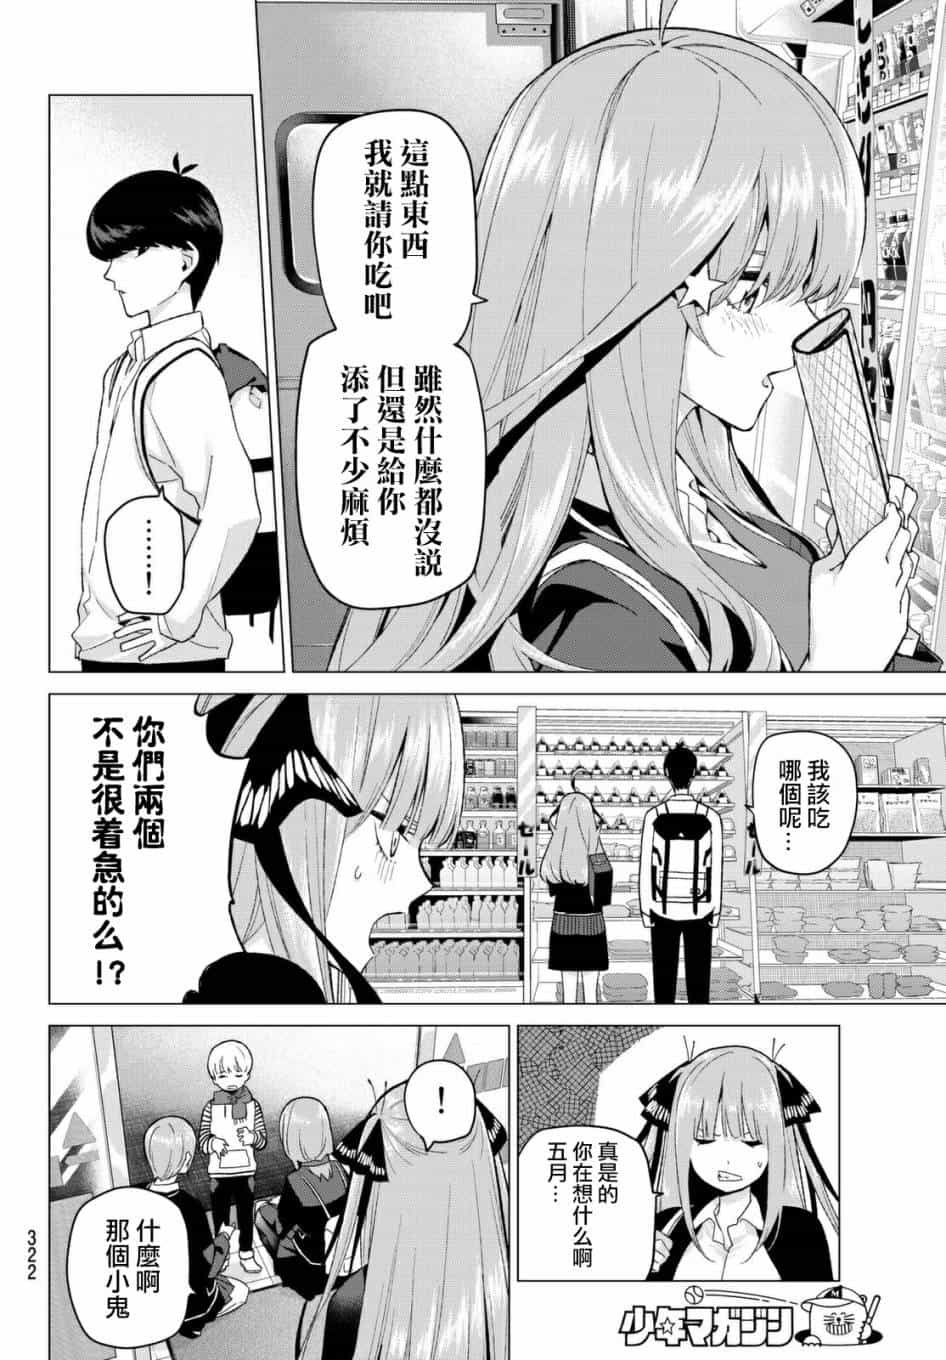 這點東西
我就請你吃吧
雖然什麼都沒説
但還是給你
添了不少麻煩
……！
我該吃
哪個呢…
你們兩個
不是很着急的么!?
真是的
你在想什么啊
五月…
！
什麼啊
那個小鬼
322
少年マガジン